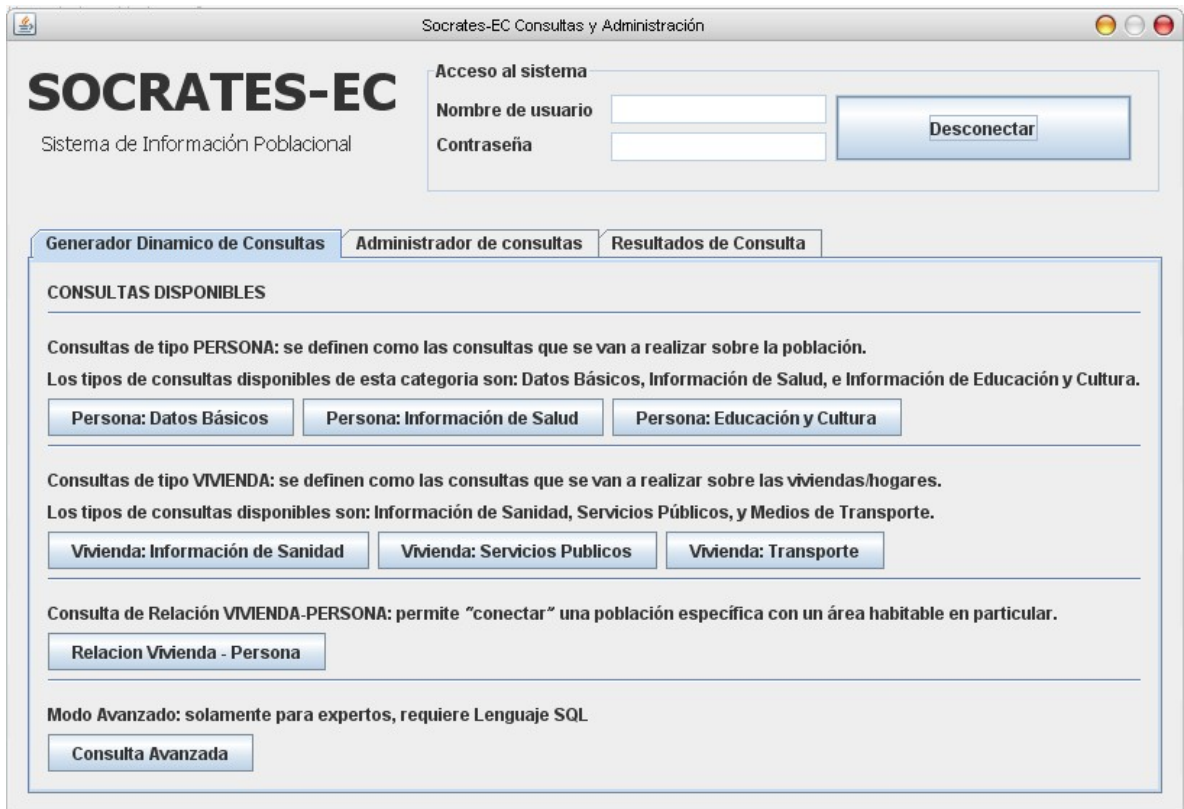 Socrates-EC Consultas y Administración
SOCRATES-EC
Sistema de Información Poblacional
Acceso al sistema
Nombre de usuario
Contraseña
Desconectar
Generador Dinamico de Consultas
Administrador de consultas
Resultados de Consulta
CONSULTAS DISPONIBLES
Consultas de tipo PERSONA: se definen como las consultas que se van a realizar sobre la población.
Los tipos de consultas disponibles de esta categoria son: Datos Básicos, Información de Salud, e Información de Educación y Cultura.
Persona: Datos Básicos
Persona: Información de Salud
Persona: Educación y Cultura
Consultas de tipo VIVIENDA: se definen como las consultas que se van a realizar sobre las viviendas/hogares.
Los tipos de consultas disponibles son: Información de Sanidad, Servicios Públicos, y Medios de Transporte.
Vivienda: Información de Sanidad
Vivienda: Servicios Publicos
Vivienda: Transporte
Consulta de Relación VIVIENDA-PERSONA: permite "conectar" una población específica con un área habitable en particular.
Relacion Vivienda - Persona
Modo Avanzado: solamente para expertos, requiere Lenguaje SQL
Consulta Avanzada